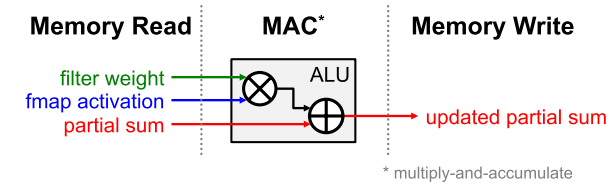 Memory Read
MAC*
Memory Write
ALU
filter weight
fmap activation
partial sum
updated partial sum
* multiply-and-accumulate